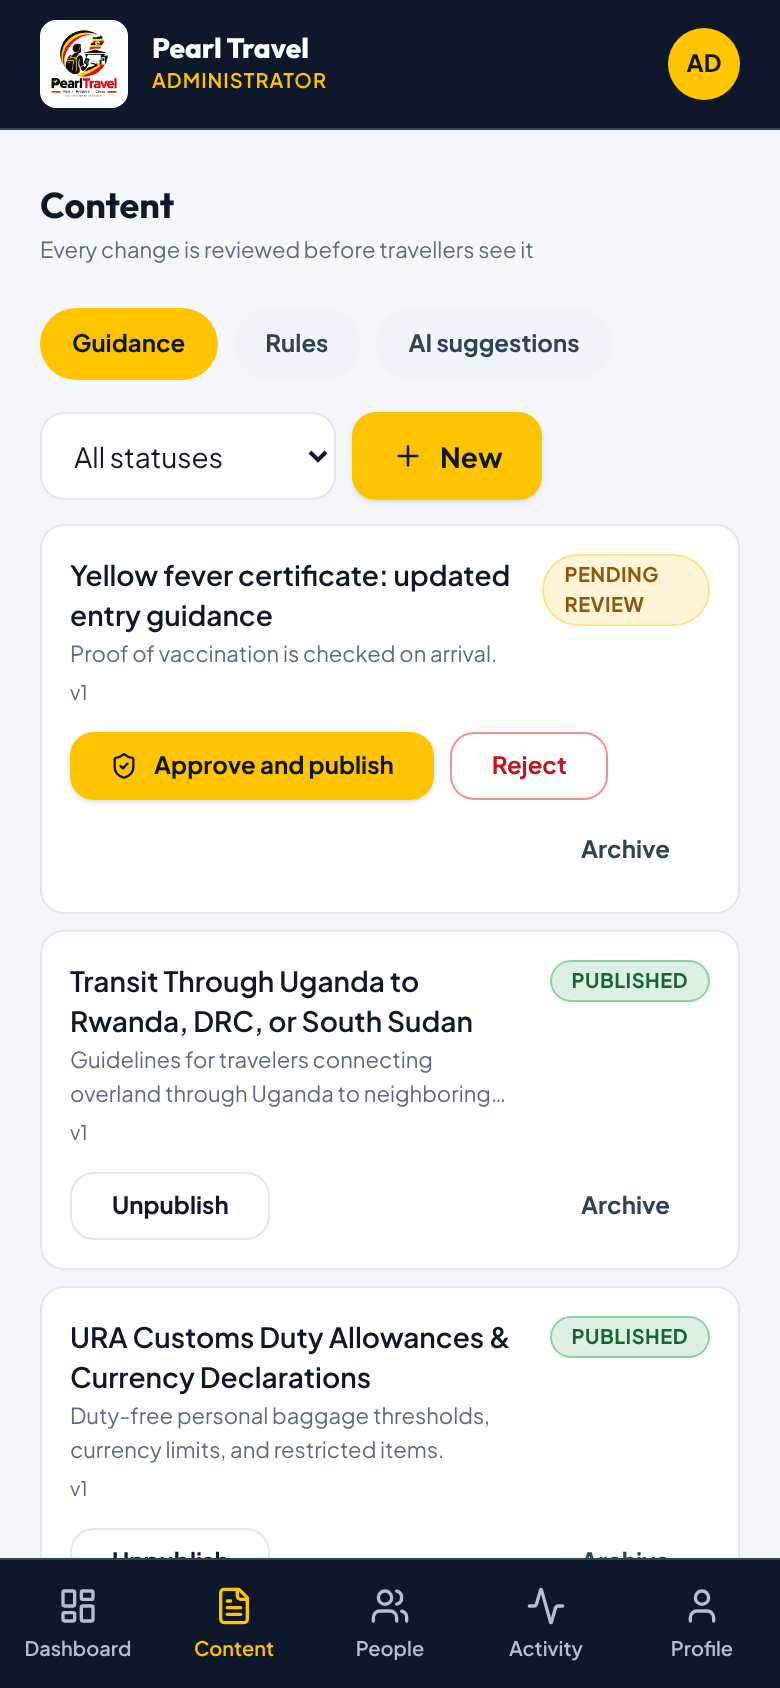 PearlTravel
Pearl Travel
ADMINISTRATOR
AD
Content
Every change is reviewed before travellers see it
Guidance
Rules
AI suggestions
All statuses
New
Yellow fever certificate: updated
entry guidance
PENDING
REVIEW
Proof of vaccination is checked on arrival.
v1
Approve and publish
Reject
Archive
Transit Through Uganda to
Rwanda, DRC, or South Sudan
PUBLISHED
Guidelines for travelers connecting
overland through Uganda to neighboring...
v1
Unpublish
Archive
URA Customs Duty Allowances &
Currency Declarations
PUBLISHED
Duty-free personal baggage thresholds,
currency limits, and restricted items.
v1
Unpublish
Archive
Dashboard
Content
People
Activity
Profile